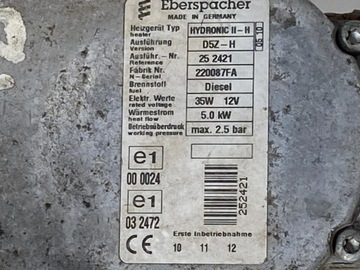 Eberspächer
MADE IN GERMANY
Heizgerät Typ HYDRONIC II - H
heater
Ausführung D5Z - H
Version
Ausführ. - Nr. 25 2421
Reference
Fabrik Nr. 220087FA
N - Serial
Brennstoff Diesel
fuel
Elektr. Werte 35W 12V
rated voltage
Wärmestrom 5.0 kW
heat flow
Betriebsüberdruck max. 2.5 bar
working pressure
e1
00 0024
e1
03 2472
252421
Erste Inbetriebnahme
CE 10 11 12